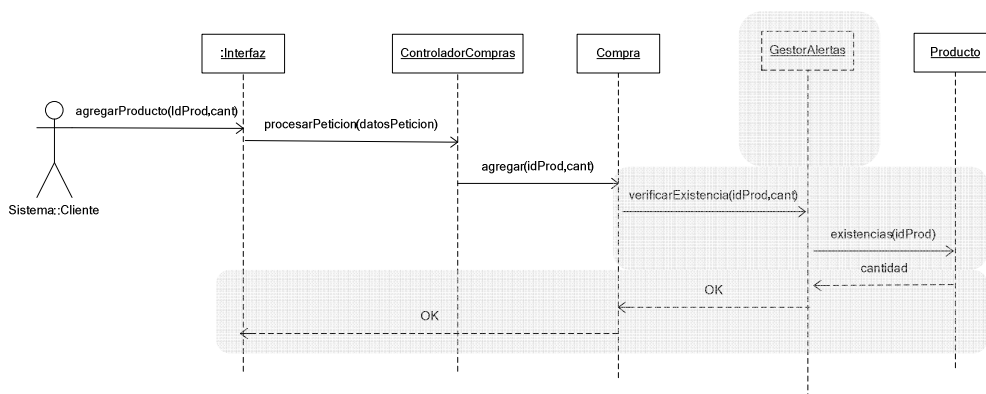 :Interfaz
ControladorCompras
Compra
GestorAlertas
Producto
agregarProducto(IdProd,cant)
procesarPeticion(datosPeticion)
agregar(idProd,cant)
verificarExistencia(idProd,cant)
Sistema::Cliente
existencias(idProd)
cantidad
OK
OK